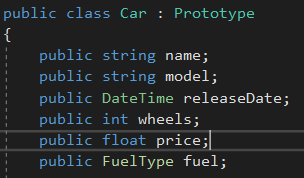 public class Car : Prototype
{
public string name;
public string model;
public DateTime releaseDate;
public int wheels;
public float price;
public FuelType fuel;